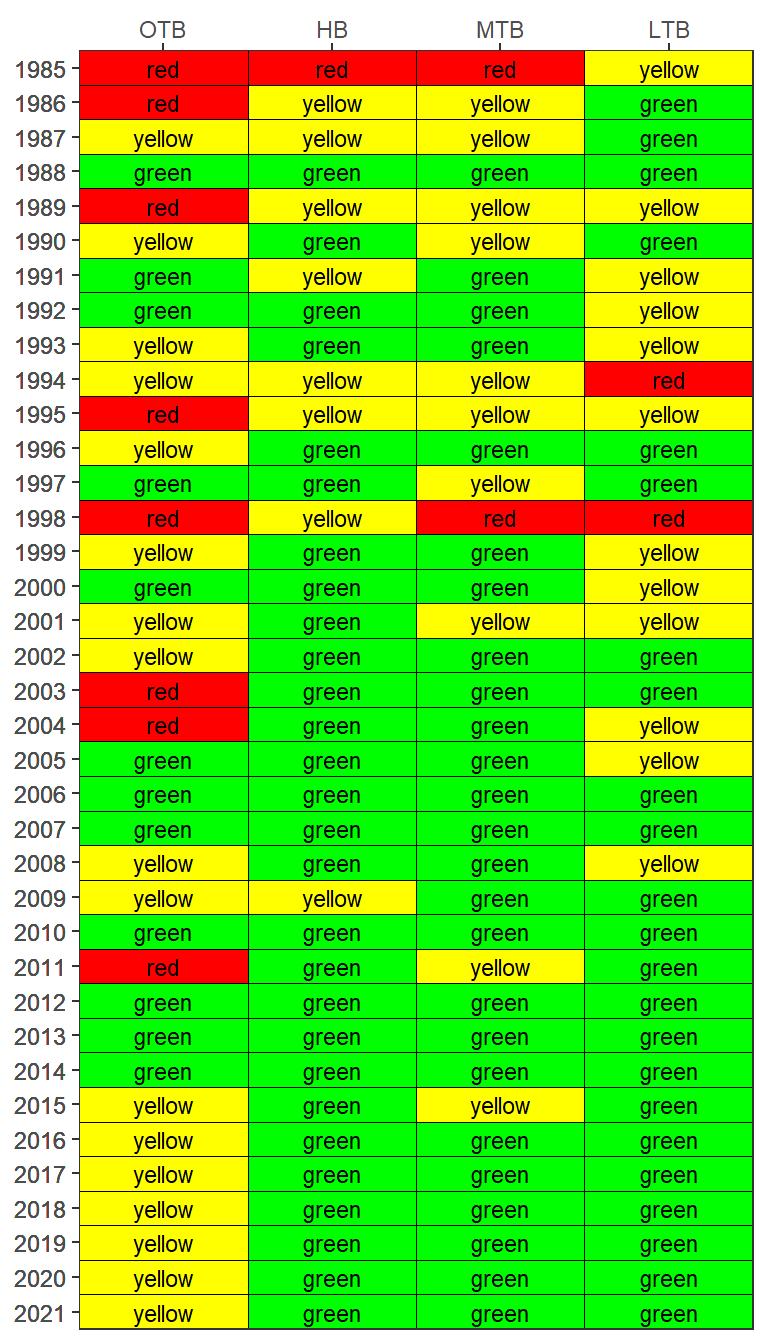 OTB HB MTB LTB
1985 red red red yellow
1986 red yellow yellow green
1987 yellow yellow yellow green
1988 green green green green
1989 red yellow yellow yellow
1990 yellow green yellow green
1991 green yellow green yellow
1992 green green green yellow
1993 yellow green green yellow
1994 yellow yellow yellow red
1995 red yellow yellow yellow
1996 yellow green green green
1997 green green yellow green
1998 red yellow red red
1999 yellow green green yellow
2000 green green green yellow
2001 yellow green yellow yellow
2002 yellow green green green
2003 red green green green
2004 red green green yellow
2005 green green green yellow
2006 green green green green
2007 green green green green
2008 yellow green green yellow
2009 yellow yellow green green
2010 green green green green
2011 red green yellow green
2012 green green green green
2013 green green green green
2014 green green green green
2015 yellow green yellow green
2016 yellow green green green
2017 yellow green green green
2018 yellow green green green
2019 yellow green green green
2020 yellow green green green
2021 yellow green green green